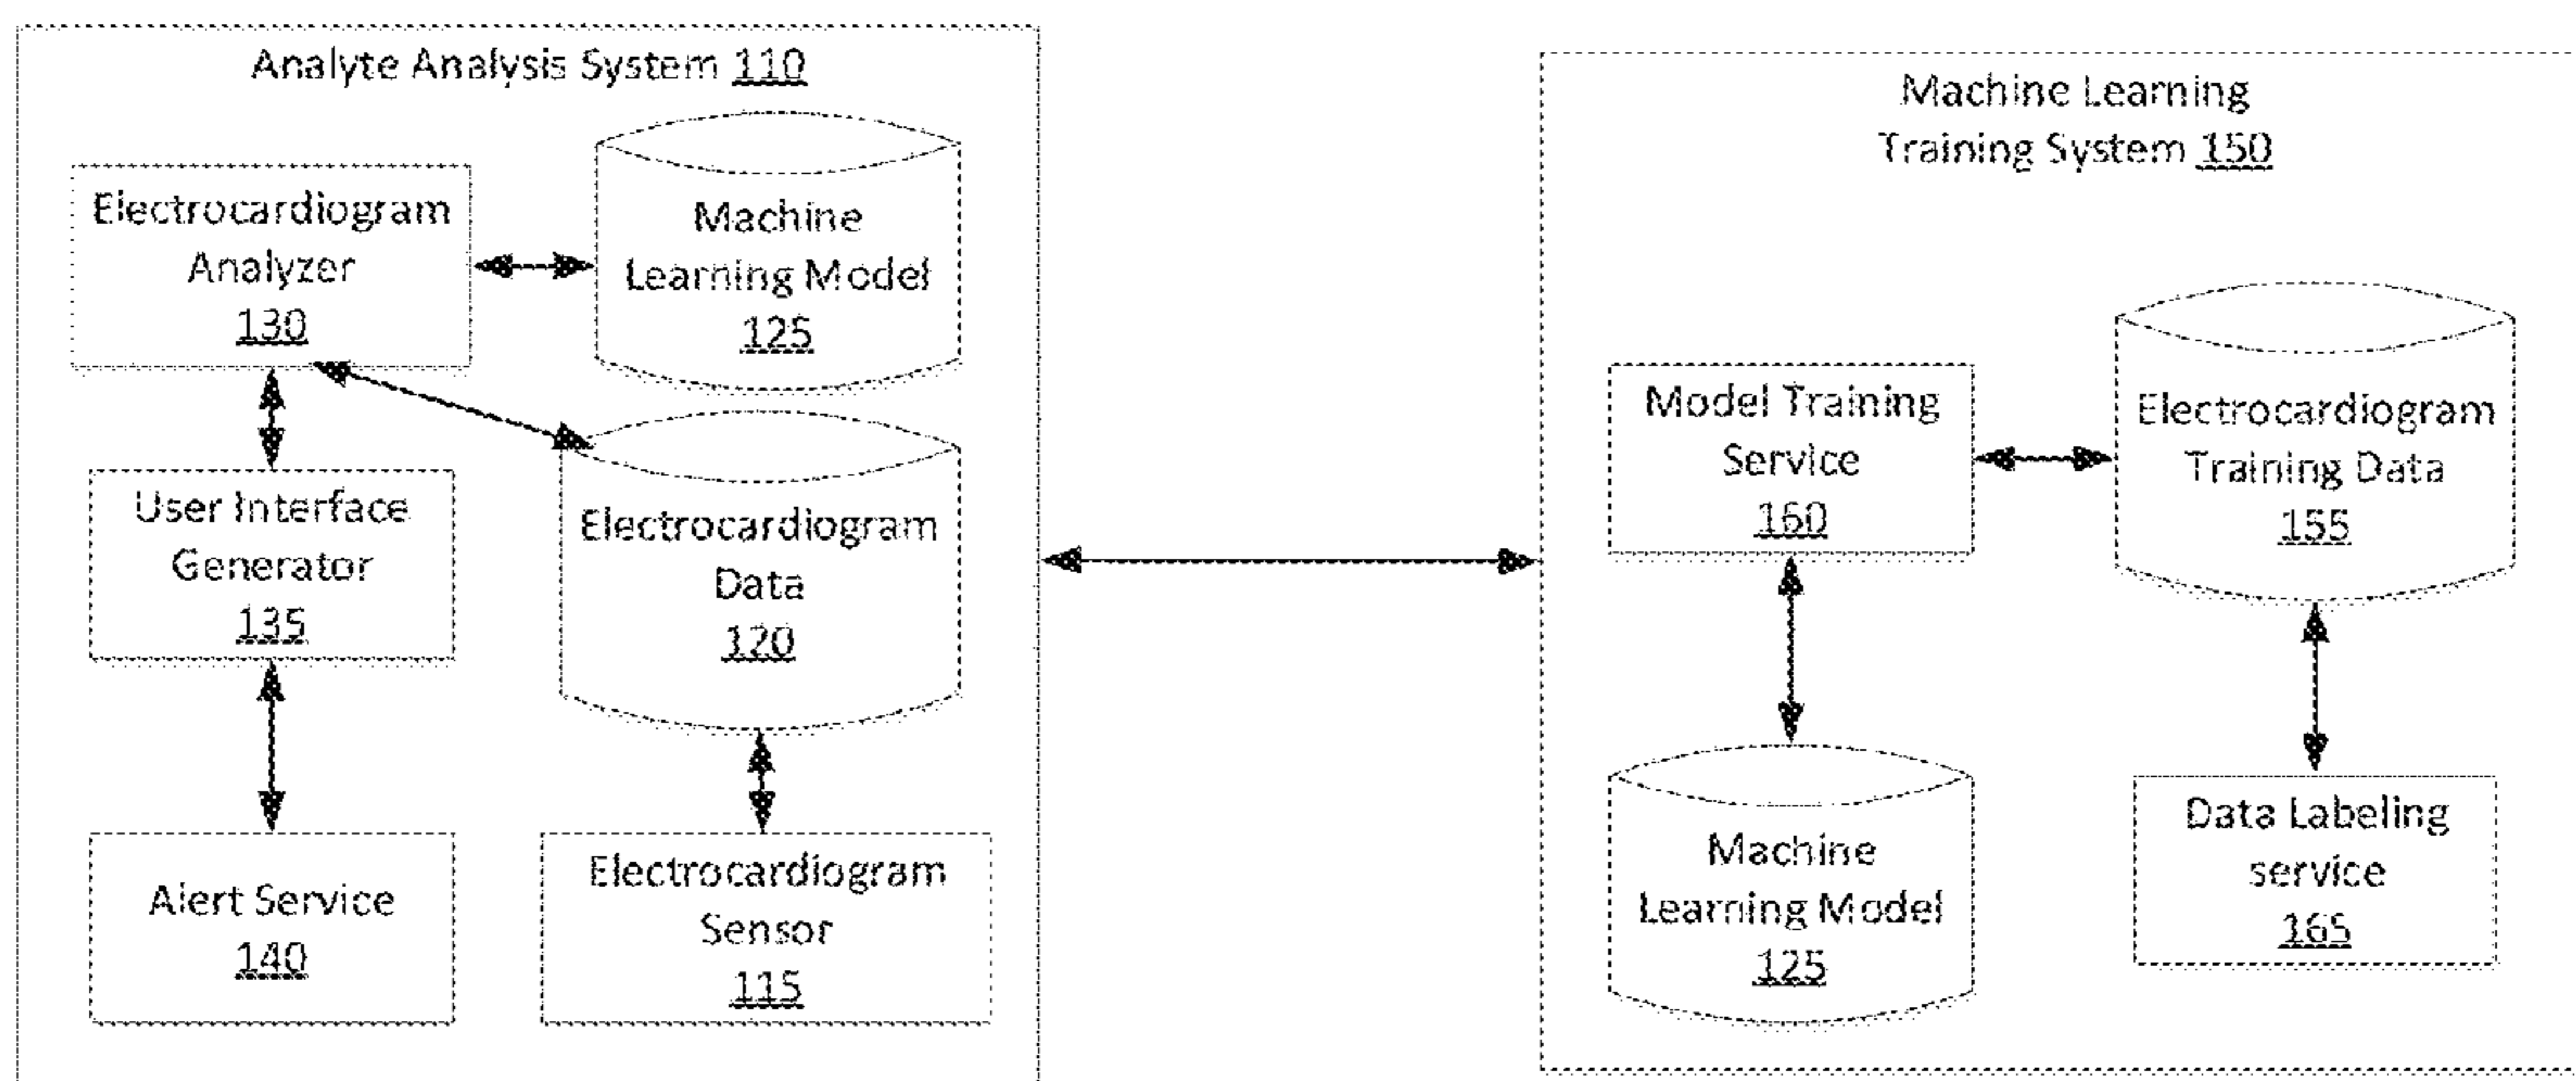 Analyte Analysis System 110
Electrocardiogram
Analyzer
130
Machine
Learning Model
125
User Interface
Generator
135
Electrocardiogram
Data
120
Alert Service
140
Electrocardiogram
Sensor
115
Machine Learning
Training System 150
Model Training
Service
160
Electrocardiogram
Training Data
155
Machine
Learning Model
125
Data Labeling
service
165